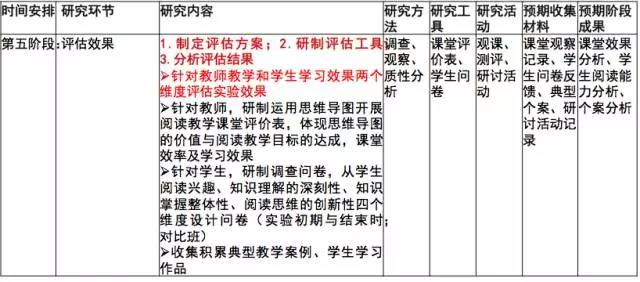 时间安排 研究环节 研究内容 研究方法 研究工具 研究活动 预期收集材料 预期阶段成果
第五阶段:评估效果
1.制定评估方案；2.研制评估工具
3.分析评估结果
➢针对教师教学和学生学习效果两个
维度评估实验效果
➢针对教师，研制运用思维导图开展
阅读教学课堂评价表，体现思维导图
的价值与阅读教学目标的达成，课堂
效率及学习效果
➢针对学生，研制调查问卷，从学生
阅读兴趣、知识理解的深刻性、知识
掌握整体性、阅读思维的创新性四个
维度设计问卷（实验初期与结束时；
对比班）
➢收集积累典型教学案例、学生学习
作品
调查、
观察、
质性分
析
课堂评
价表、
学生问
卷
观课、
测评、
研讨活
动
课堂观察
记录、学
生问卷反
馈、典型
个案、研
讨活动记
录
课堂效果
分析、学
生阅读能
力分析、
个案分析